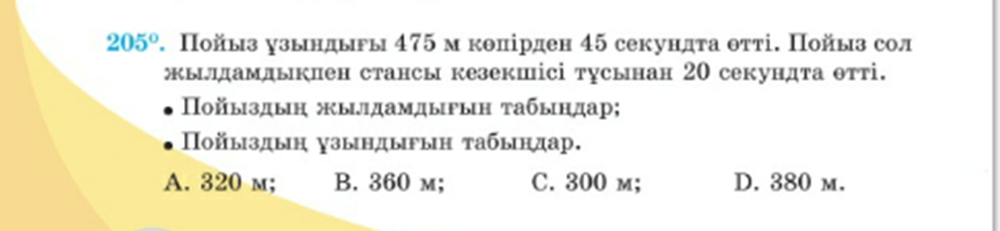 205°. Пойыз ұзындығы 475 м көпірден 45 секундта өтті. Пойыз сол
жылдамдықпен стансы кезекшісі тұсынан 20 секундта өтті.
• Пойыздың жылдамдығын табыңдар;
• Пойыздың ұзындығын табыңдар.
A. 320 м; B. 360 м; C. 300 м; D. 380 м.